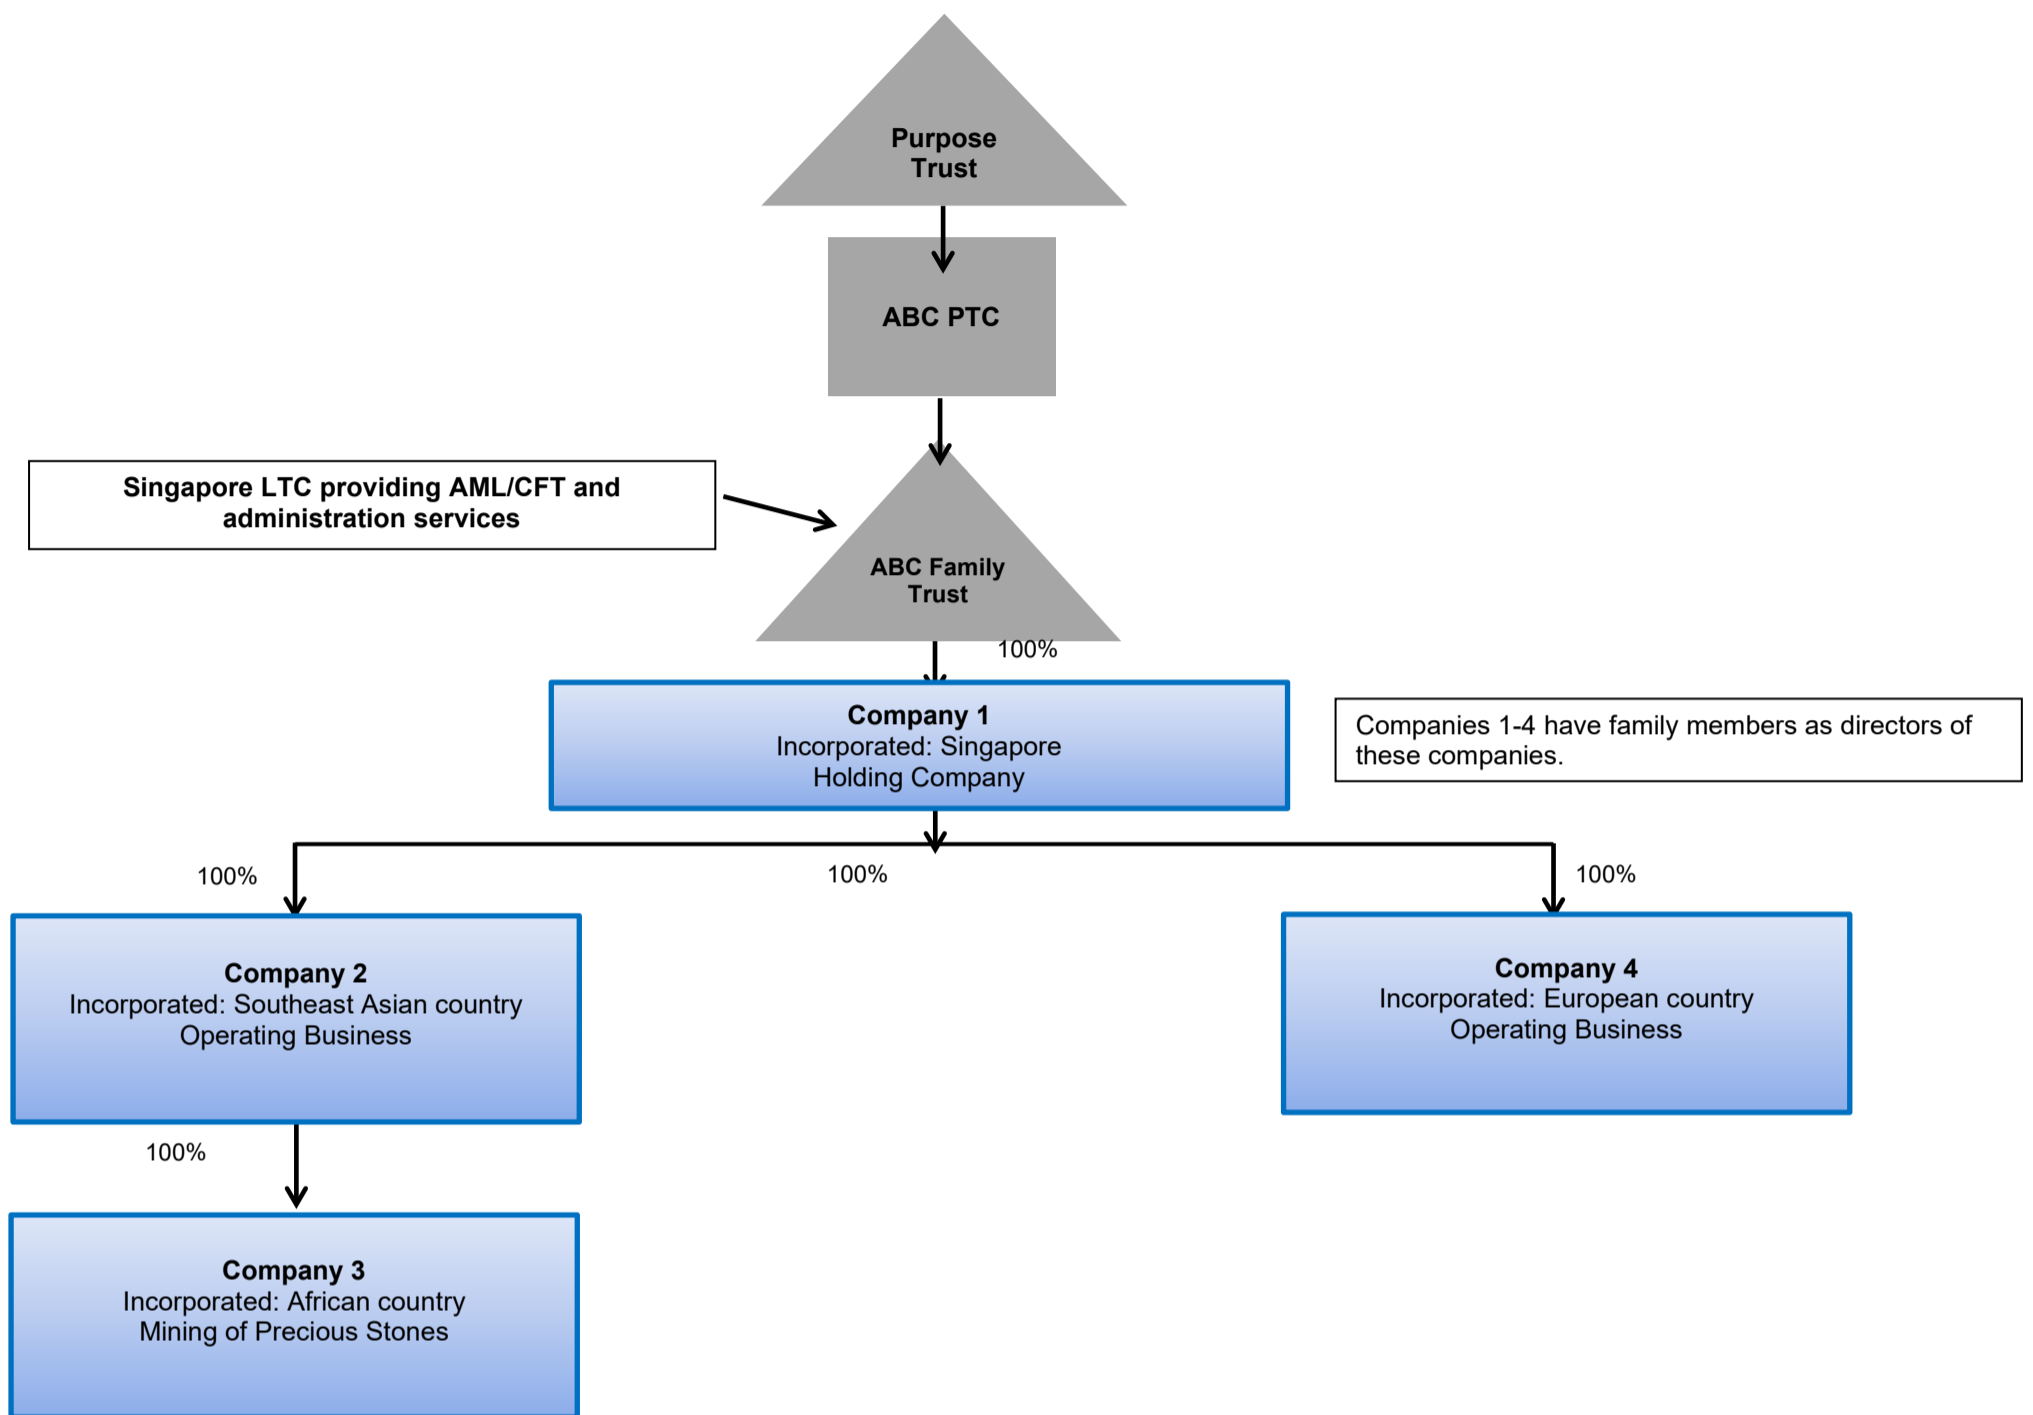 Purpose
Trust
ABC PTC
Singapore LTC providing AML/CFT and
administration services
ABC Family
Trust
100%
Company 1
Incorporated: Singapore
Holding Company
Companies 1-4 have family members as directors of
these companies.
100%
100%
100%
Company 2
Incorporated: Southeast Asian country
Operating Business
Company 4
Incorporated: European country
Operating Business
100%
Company 3
Incorporated: African country
Mining of Precious Stones